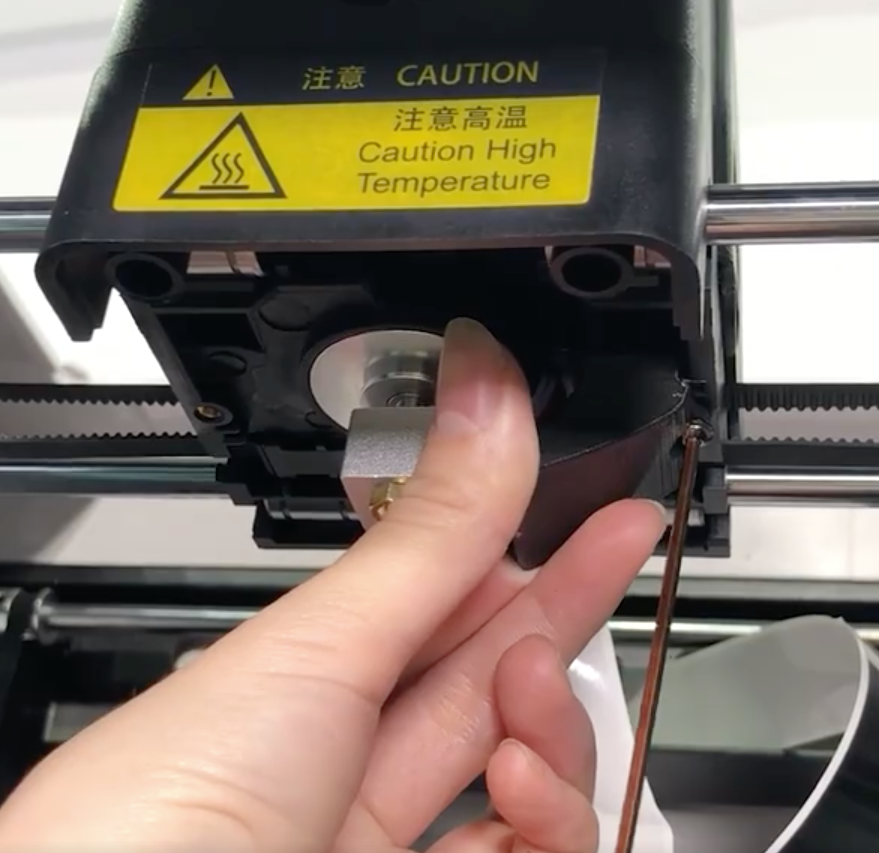 注意 CAUTION
注意高温
Caution High
Temperature